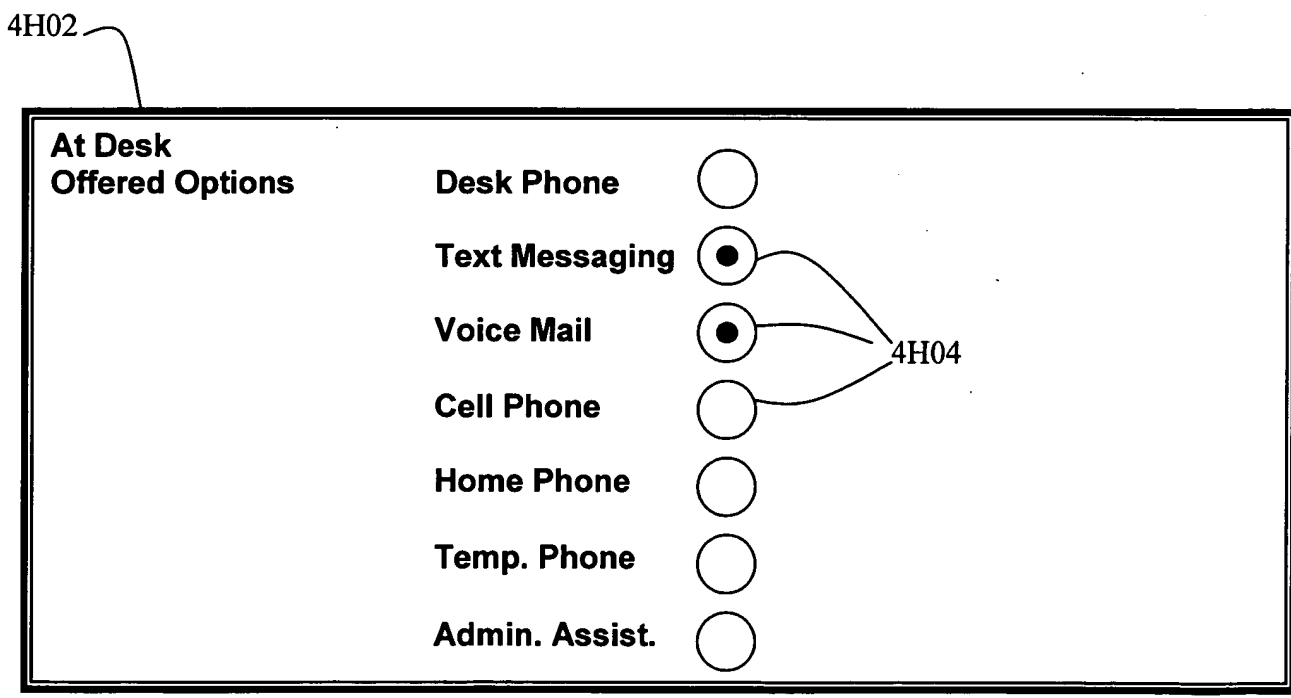 4H02
At Desk
Offered Options
Desk Phone
Text Messaging
Voice Mail
4H04
Cell Phone
Home Phone
Temp. Phone
Admin. Assist.